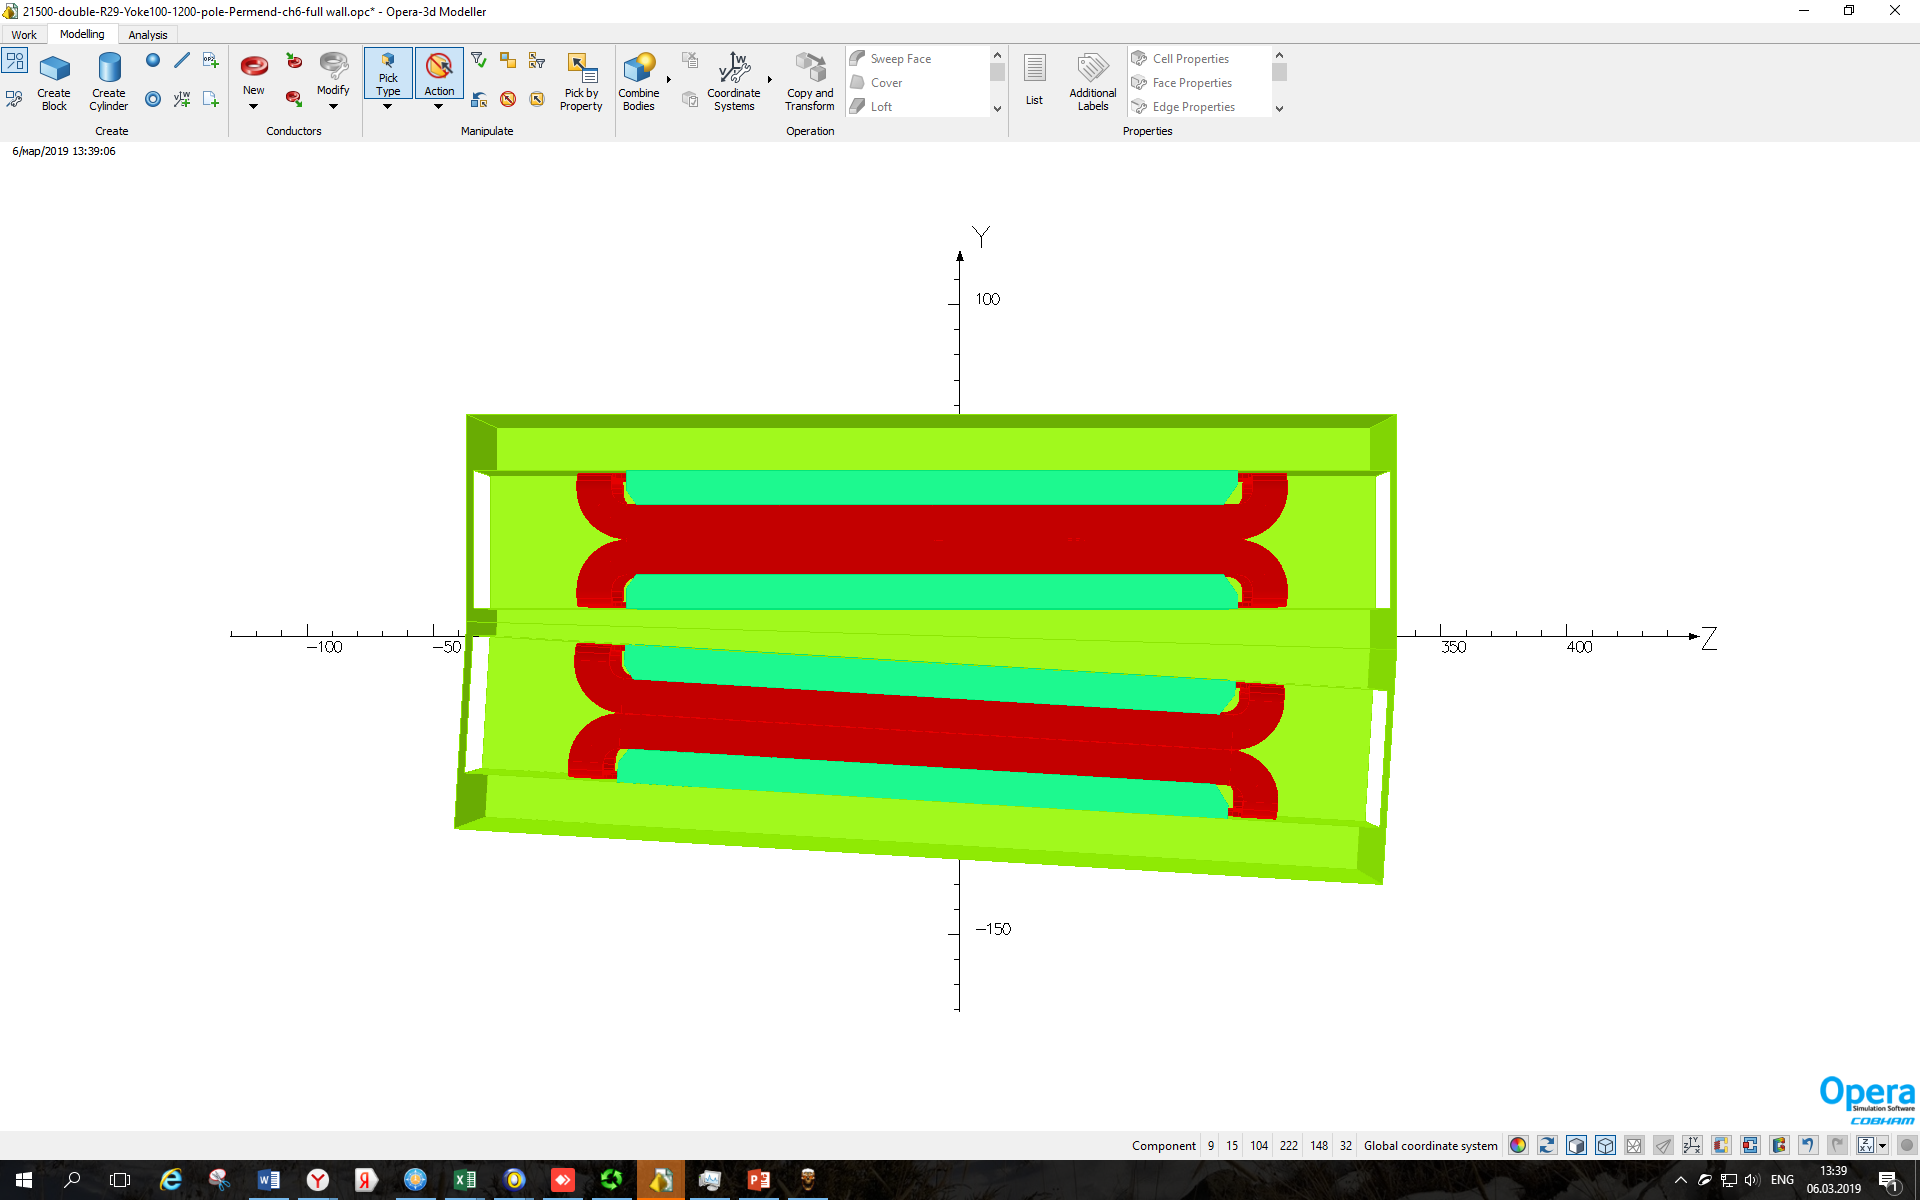 21500-double-R29-Yoke100-1200-pole-Permend-ch6-full wall.opc* - Opera-3d Modeller
Work Modelling Analysis
Create Block
Create Cylinder
OP2
Create
New
Modify
Conductors
Pick Type
Action
Pick by Property
Manipulate
Combine Bodies
Coordinate Systems
Copy and Transform
Sweep Face
Cover
Loft
Operation
List
Additional Labels
Cell Properties
Face Properties
Edge Properties
Properties
6/мар/2019 13:39:06
Y
100
-100
-50
350
400
Z
-150
Opera
Simulation Software
COBHAM
Component 9 15 104 222 148 32 Global coordinate system
ENG
13:39
06.03.2019
1